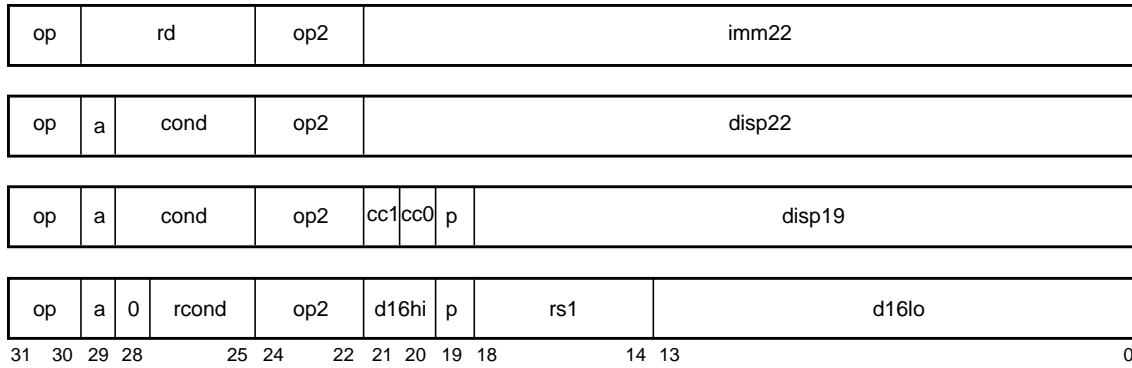 op rd op2 imm22
op a cond op2 disp22
op a cond op2 cc1 cc0 p disp19
op a 0 rcond op2 d16hi p rs1 d16lo
31 30 29 28 25 24 22 21 20 19 18 14 13 0